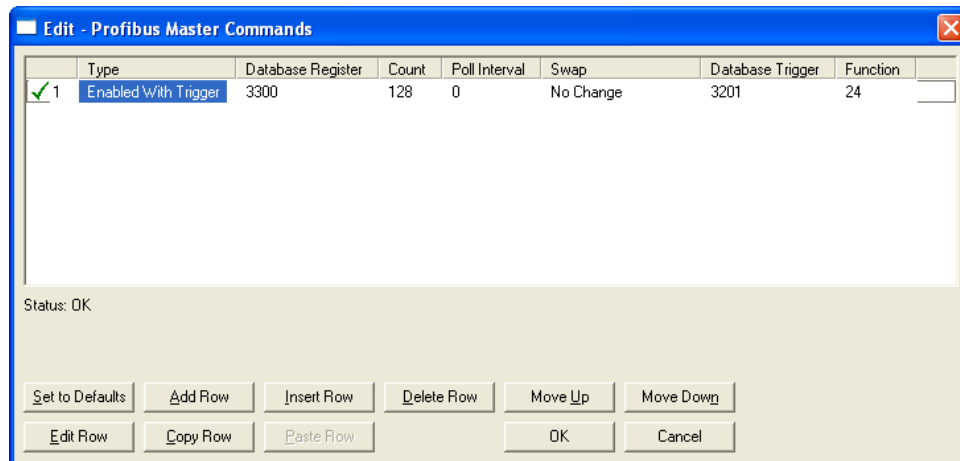 Edit - Profibus Master Commands
Type Database Register Count Poll Interval Swap Database Trigger Function
1 Enabled With Trigger 3300 128 0 No Change 3201 24
Status: OK
Set to Defaults Add Row Insert Row Delete Row Move Up Move Down
Edit Row Copy Row Paste Row OK Cancel